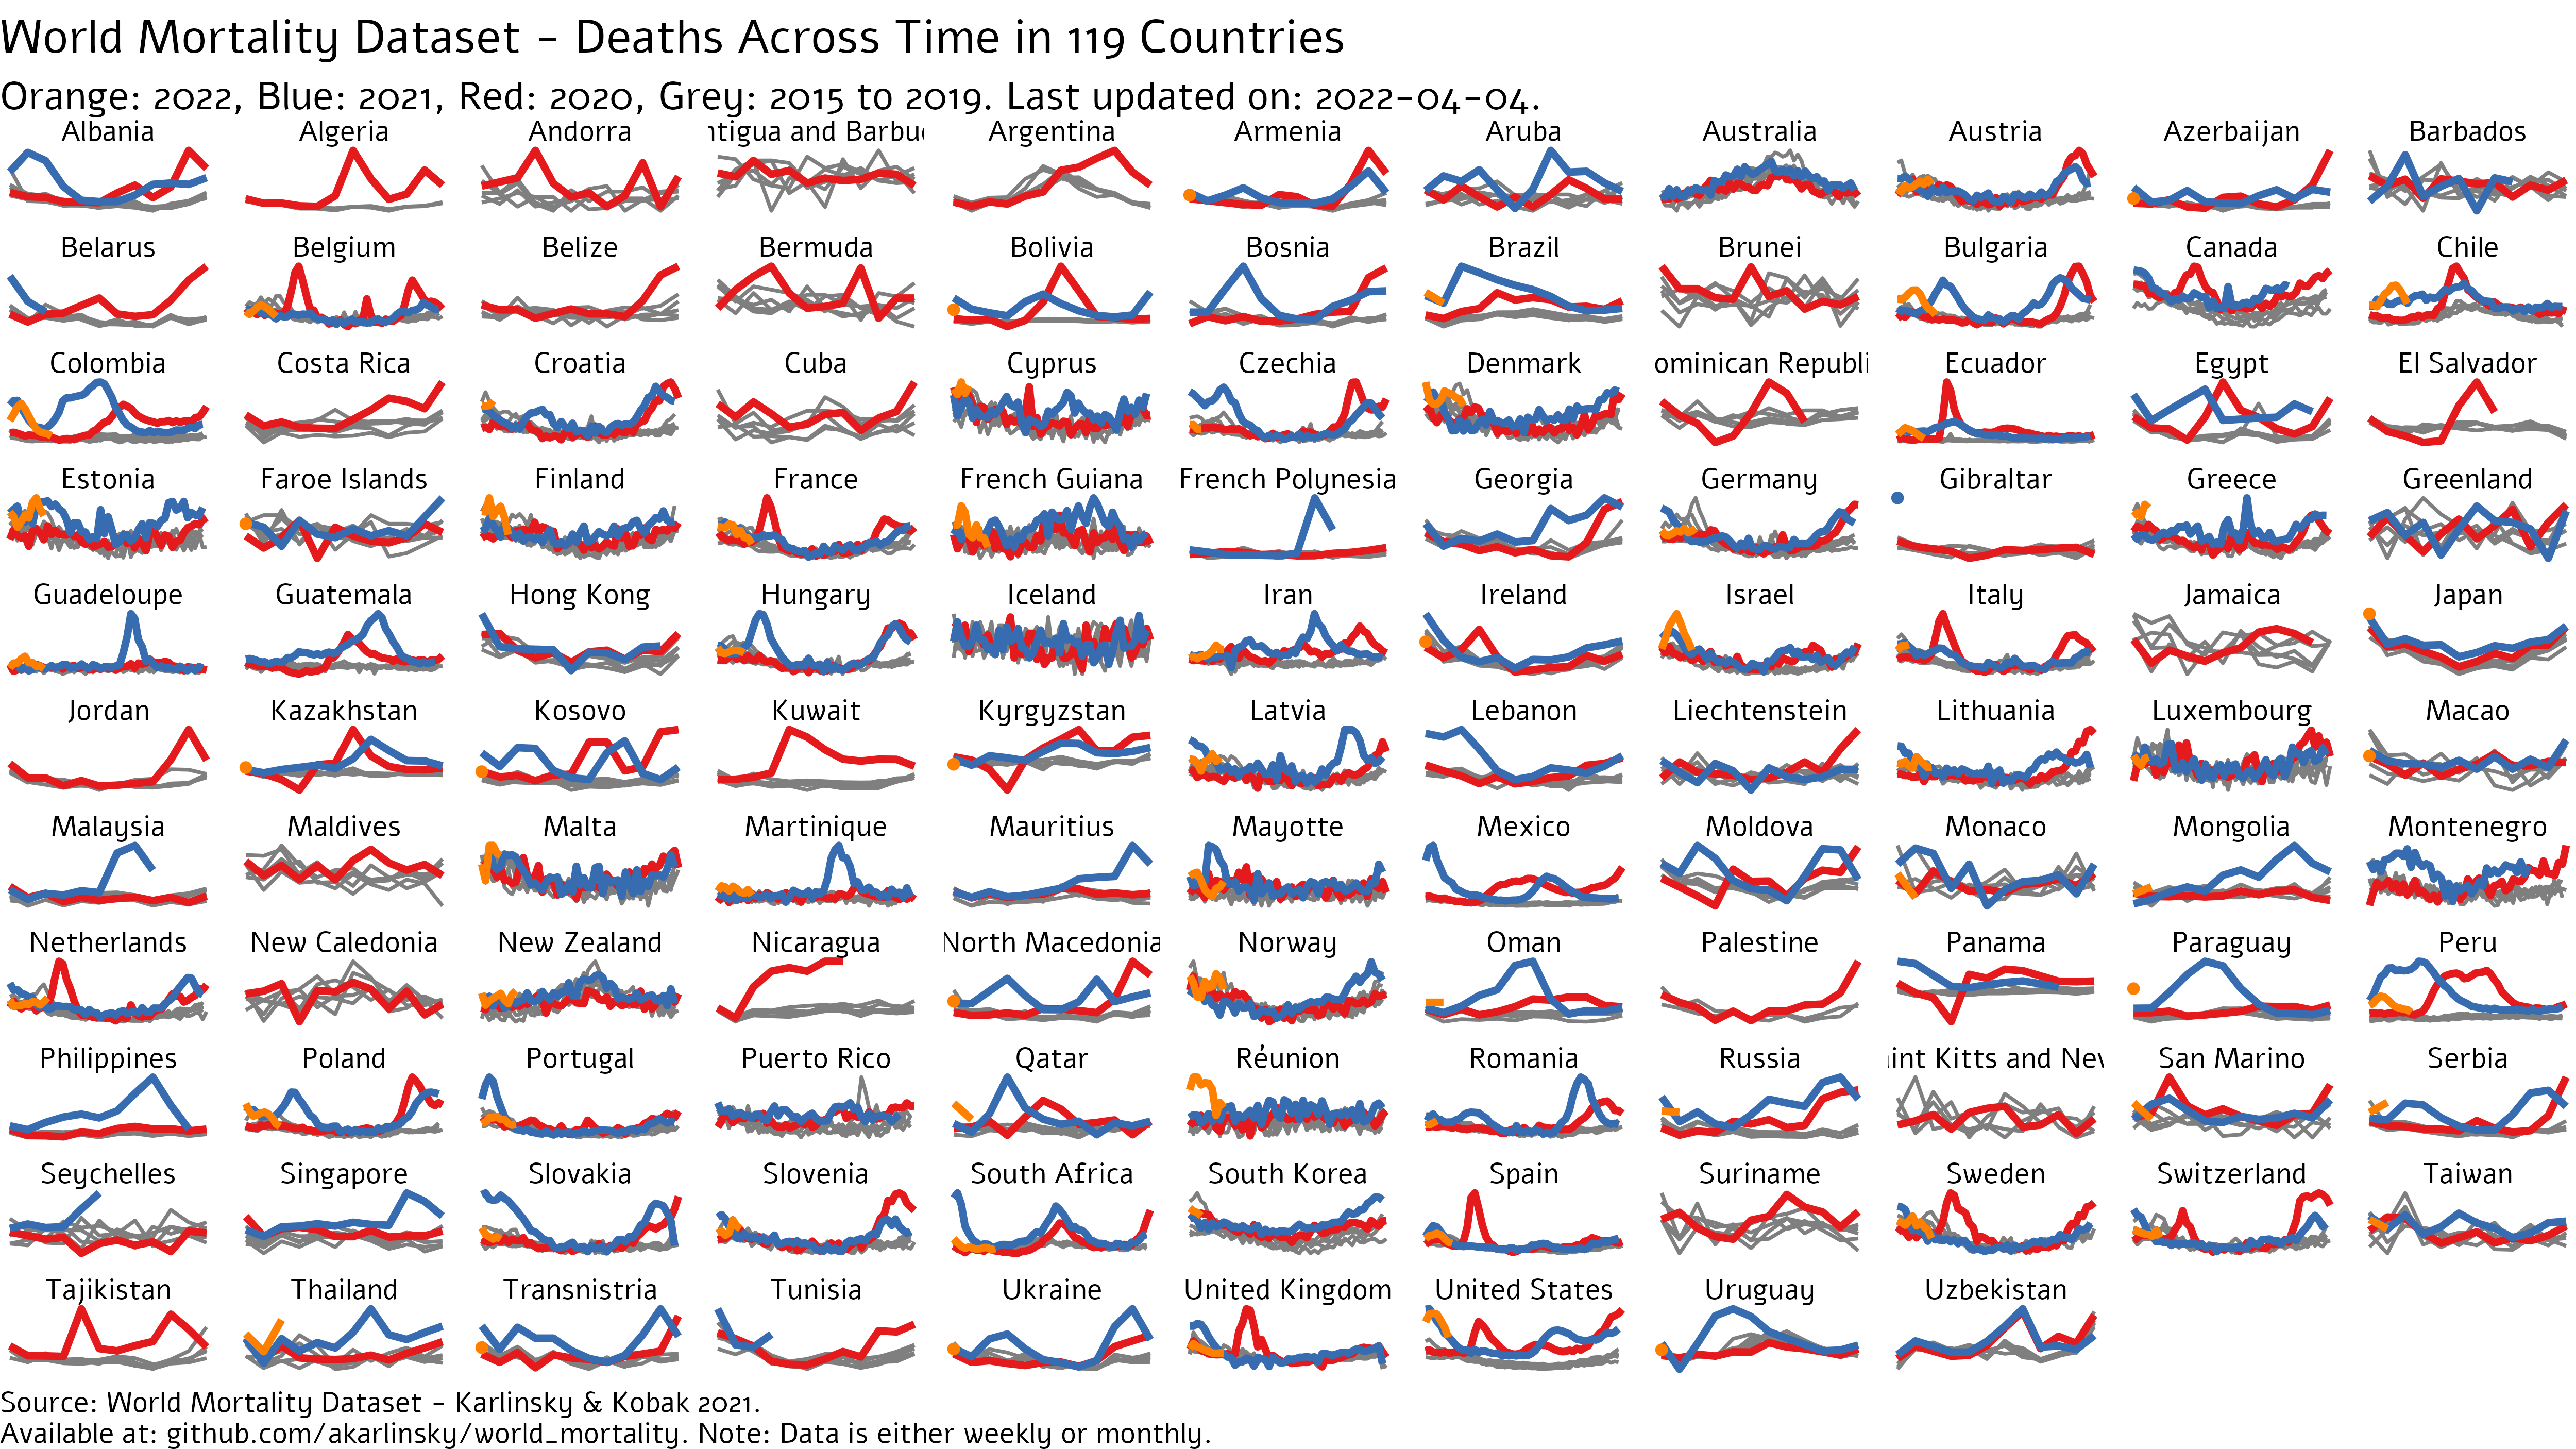 World Mortality Dataset - Deaths Across Time in 119 Countries
Orange: 2022, Blue: 2021, Red: 2020, Grey: 2015 to 2019. Last updated on: 2022-04-04.
Albania Algeria Andorra ntigua and Barbu Argentina Armenia Aruba Australia Austria Azerbaijan Barbados
Belarus Belgium Belize Bermuda Bolivia Bosnia Brazil Brunei Bulgaria Canada Chile
Colombia Costa Rica Croatia Cuba Cyprus Czechia Denmark ominican Republi Ecuador Egypt El Salvador
Estonia Faroe Islands Finland France French Guiana French Polynesia Georgia Germany Gibraltar Greece Greenland
Guadeloupe Guatemala Hong Kong Hungary Iceland Iran Ireland Israel Italy Jamaica Japan
Jordan Kazakhstan Kosovo Kuwait Kyrgyzstan Latvia Lebanon Liechtenstein Lithuania Luxembourg Macao
Malaysia Maldives Malta Martinique Mauritius Mayotte Mexico Moldova Monaco Mongolia Montenegro
Netherlands New Caledonia New Zealand Nicaragua North Macedonia Norway Oman Palestine Panama Paraguay Peru
Philippines Poland Portugal Puerto Rico Qatar Réunion Romania Russia int Kitts and Nev San Marino Serbia
Seychelles Singapore Slovakia Slovenia South Africa South Korea Spain Suriname Sweden Switzerland Taiwan
Tajikistan Thailand Transnistria Tunisia Ukraine United Kingdom United States Uruguay Uzbekistan
Source: World Mortality Dataset - Karlinsky & Kobak 2021.
Available at: github.com/akarlinsky/world_mortality. Note: Data is either weekly or monthly.